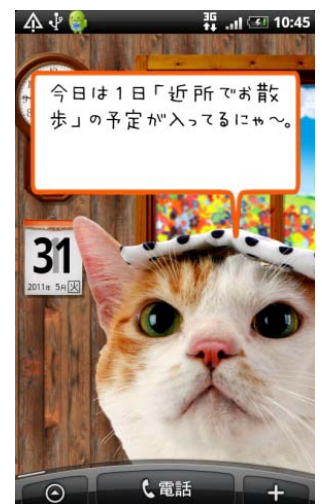 3G
10:45
今日は1日「近所でお散
歩」の予定が入ってるにゃ〜。
31
2011年 5月 火
電話